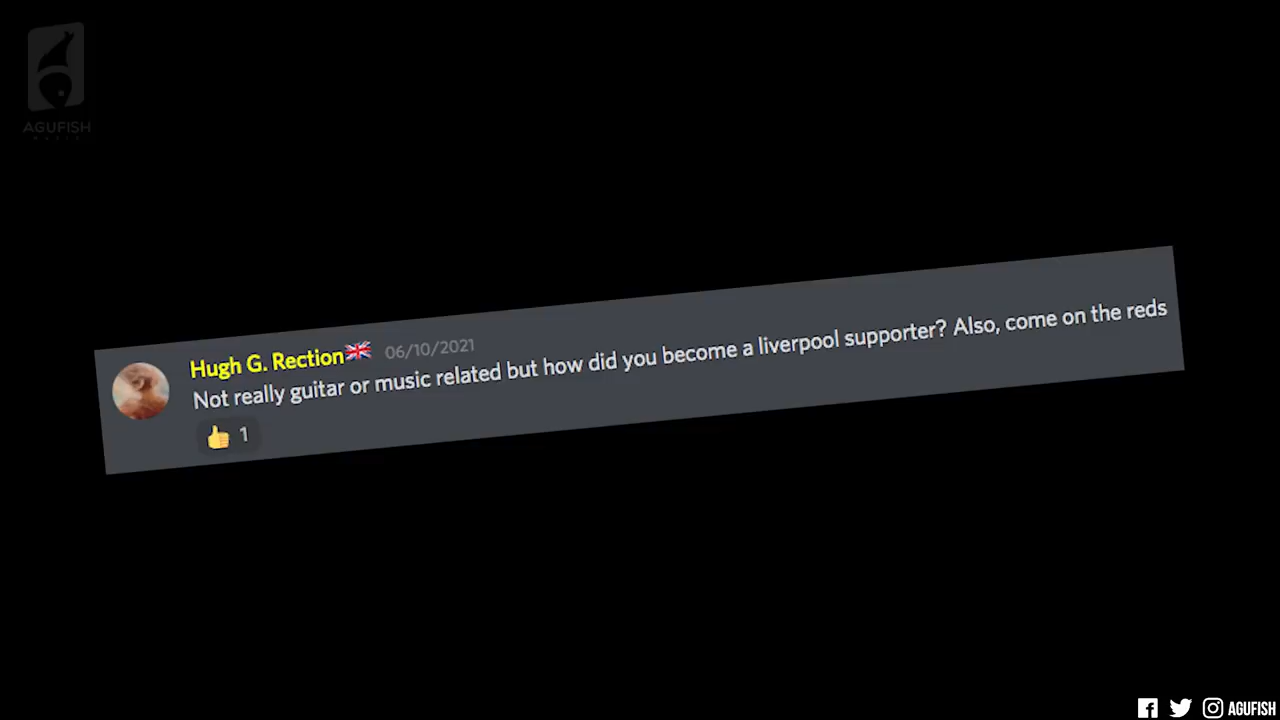 AGUFISH
MUSIC
Hugh G. Rection🇬🇧 06/10/2021
Not really guitar or music related but how did you become a liverpool supporter? Also, come on the reds
👍 1
AGUFISH